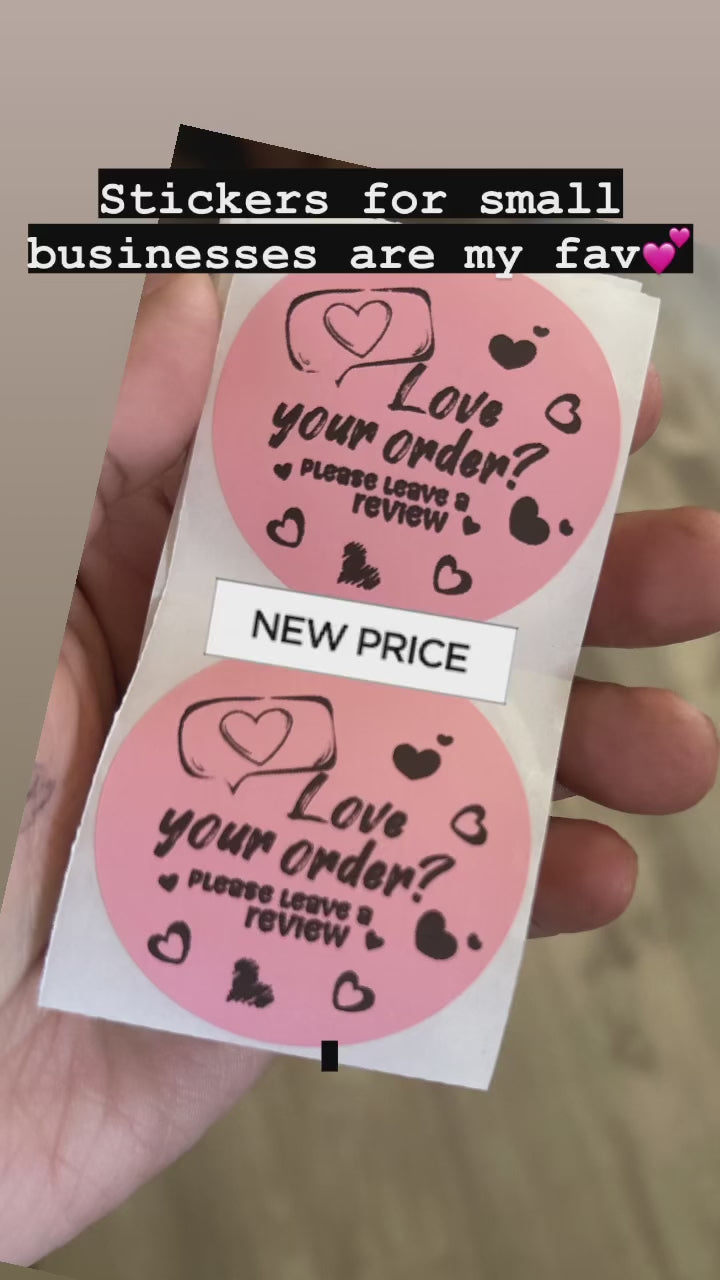 Stickers for small
businesses are my fav💕
Love
your order?
PLEASE LEAVE a
review
NEW PRICE
Love
your order?
PLEASE LEAVE a
review